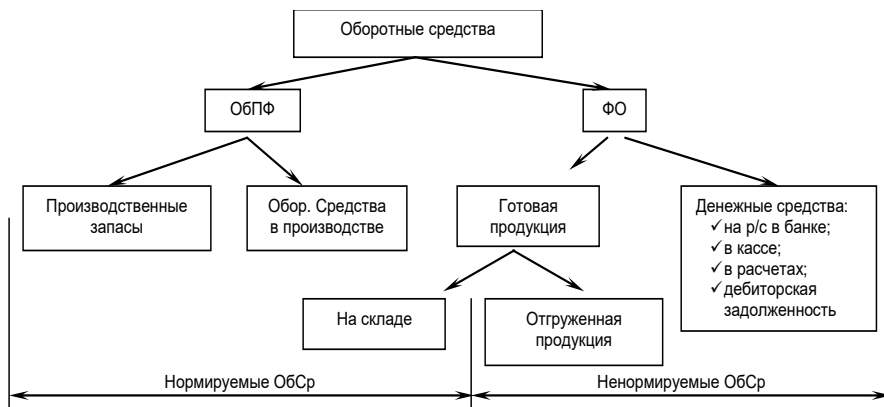 Оборотные средства
ОбПФ
ФО
Производственные
запасы
Обор. Средства
в производстве
Готовая
продукция
Денежные средства:
✓на р/с в банке;
✓в кассе;
✓в расчетах;
✓дебиторская
задолженность
На складе
Отгруженная
продукция
Нормируемые ОбСр
Ненормируемые ОбСр